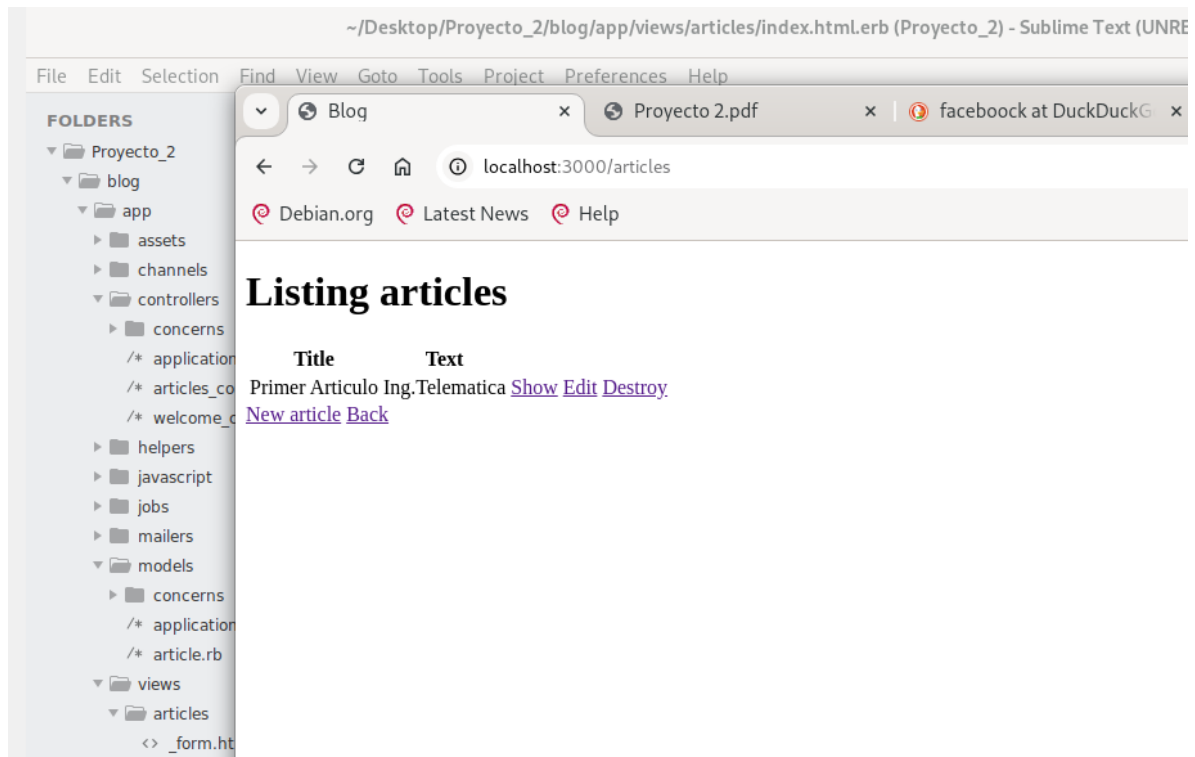 ~/Desktop/Proyecto_2/blog/app/views/articles/index.html.erb (Proyecto_2) - Sublime Text (UNRE
File Edit Selection Find View Goto Tools Project Preferences Help
FOLDERS
Proyecto_2
blog
app
assets
channels
controllers
concerns
/* application
/* articles_co
/* welcome_c
helpers
javascript
jobs
mailers
models
concerns
/* application
/* article.rb
views
articles
<> _form.ht
Blog × Proyecto 2.pdf × faceboock at DuckDuckG ×
localhost:3000/articles
Debian.org Latest News Help
Listing articles
Title Text
Primer Articulo Ing.Telematica Show Edit Destroy
New article Back